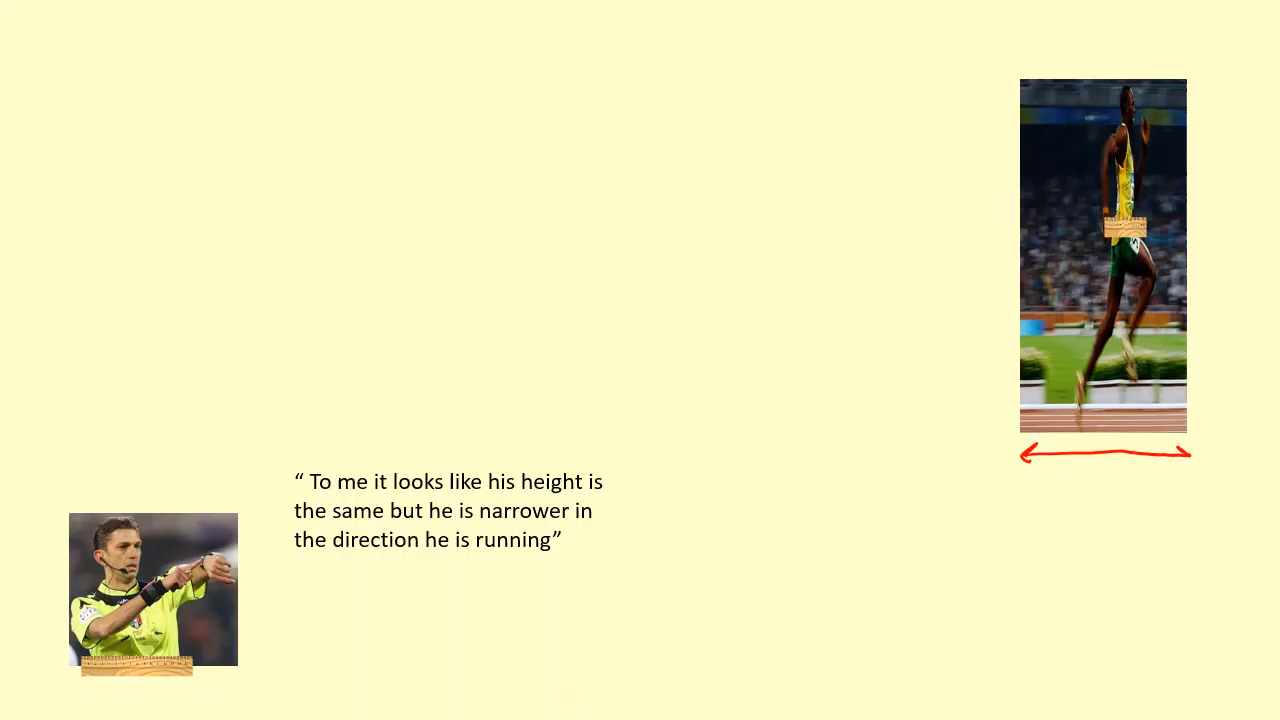 “ To me it looks like his height is
the same but he is narrower in
the direction he is running”